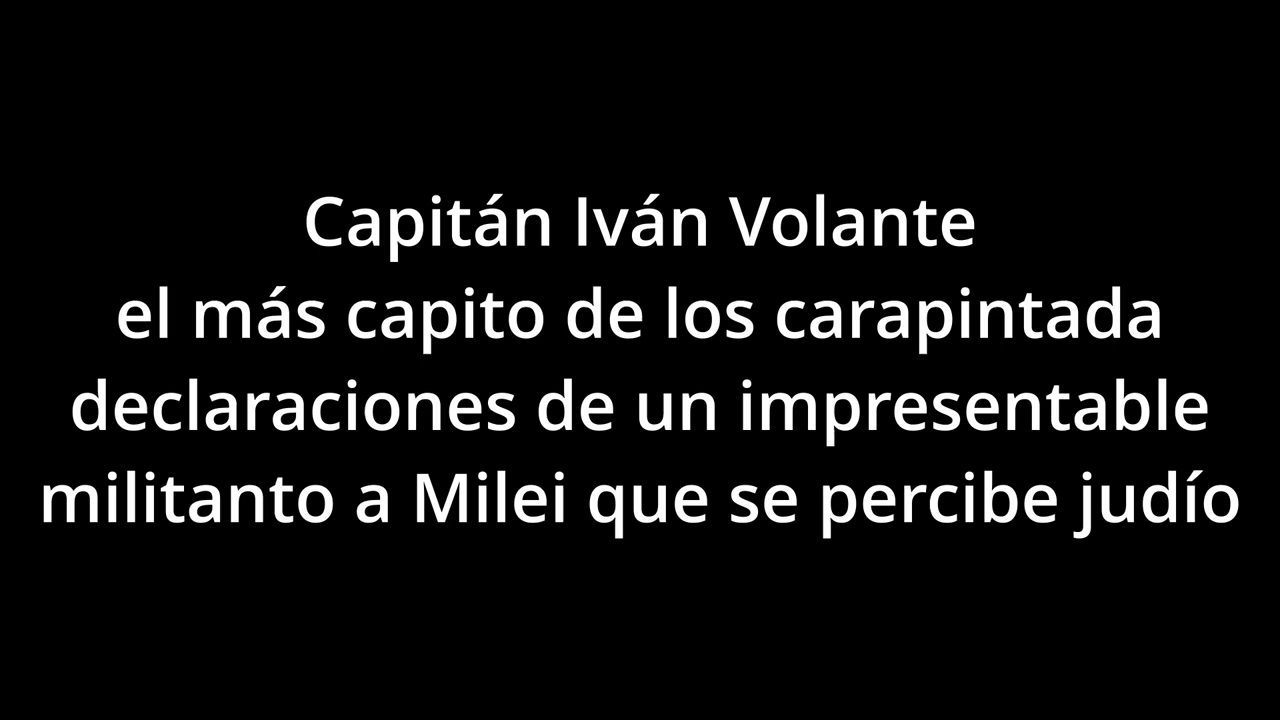 Capitán Iván Volante
el más capito de los carapintada
declaraciones de un impresentable
militanto a Milei que se percibe judío